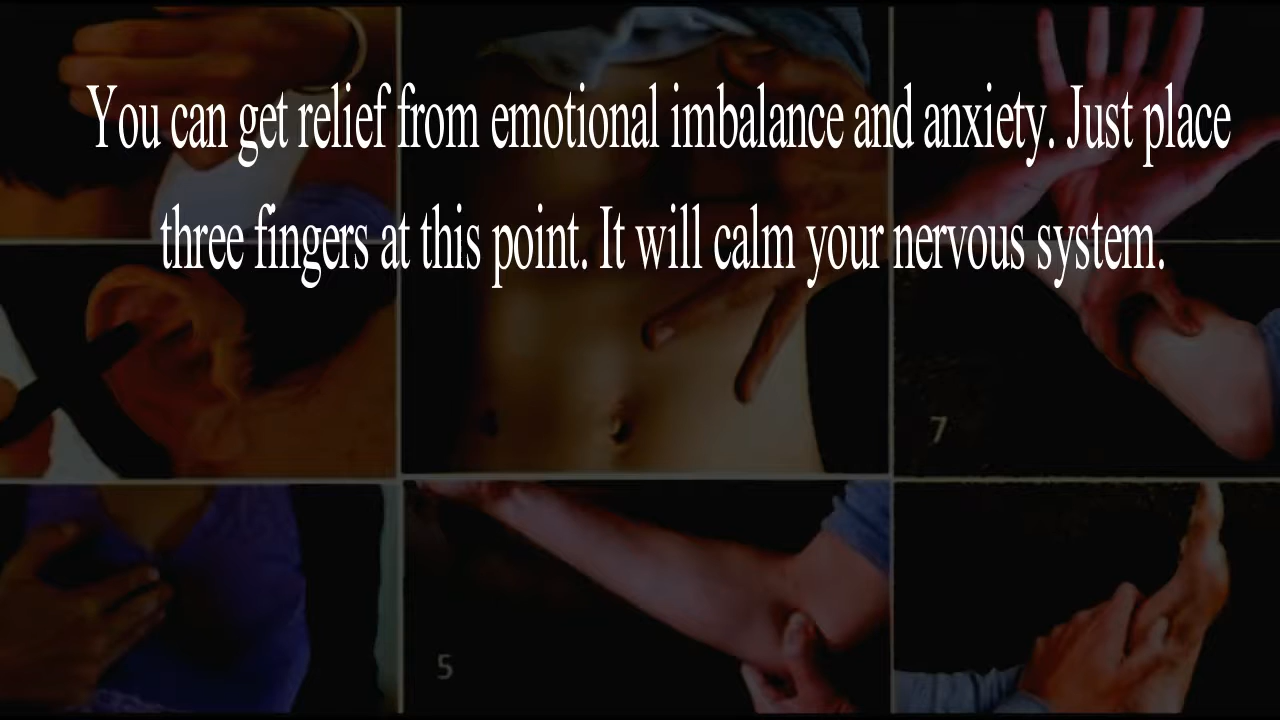 You can get relief from emotional imbalance and anxiety. Just place
three fingers at this point. It will calm your nervous system.
7
5